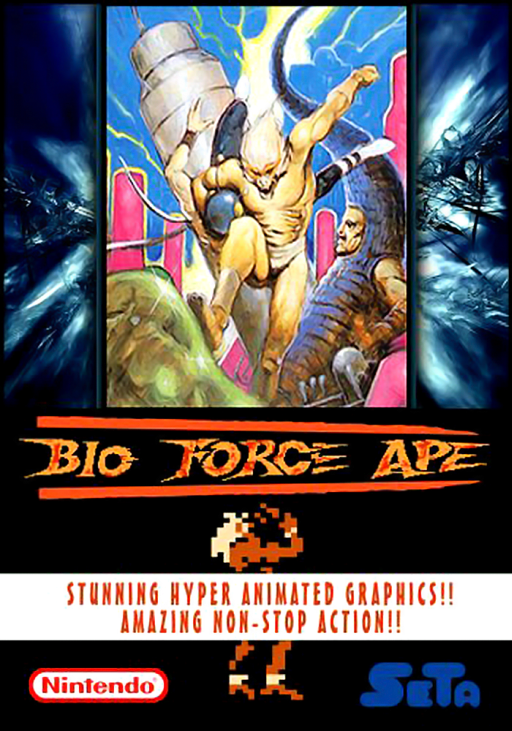 BIO FORCE APE
STUNNING HYPER ANIMATED GRAPHICS!!
AMAZING NON-STOP ACTION!!
Nintendo®
SETA